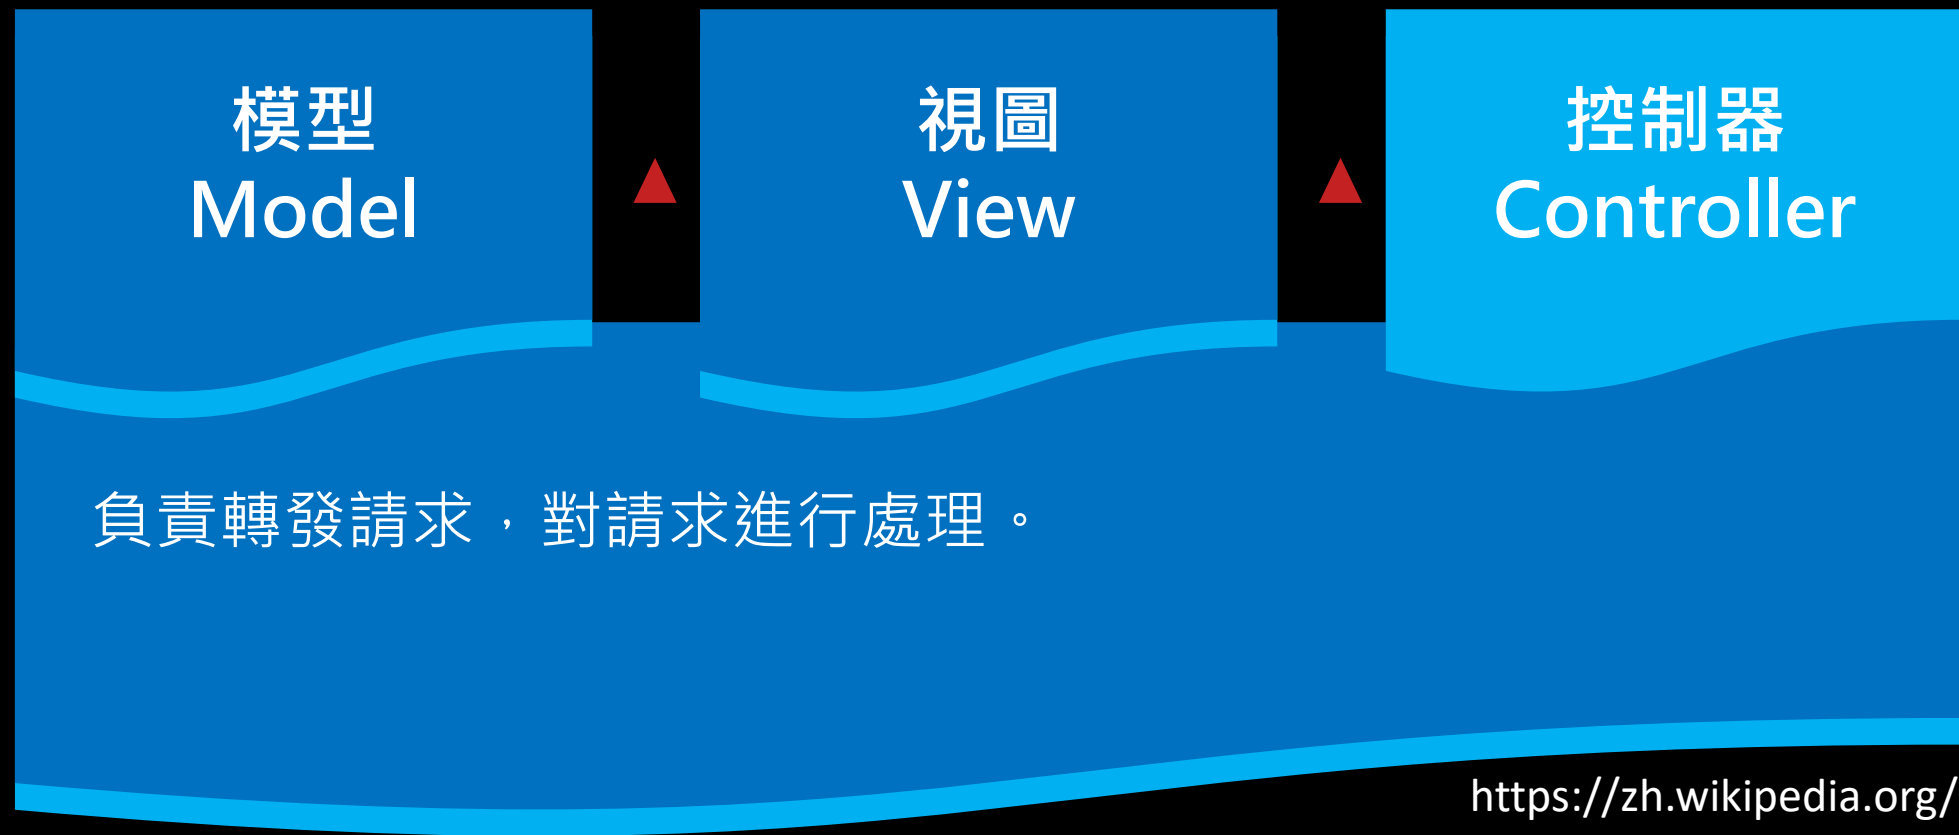 模型
Model
視圖
View
控制器
Controller
負責轉發請求，對請求進行處理。
https://zh.wikipedia.org/